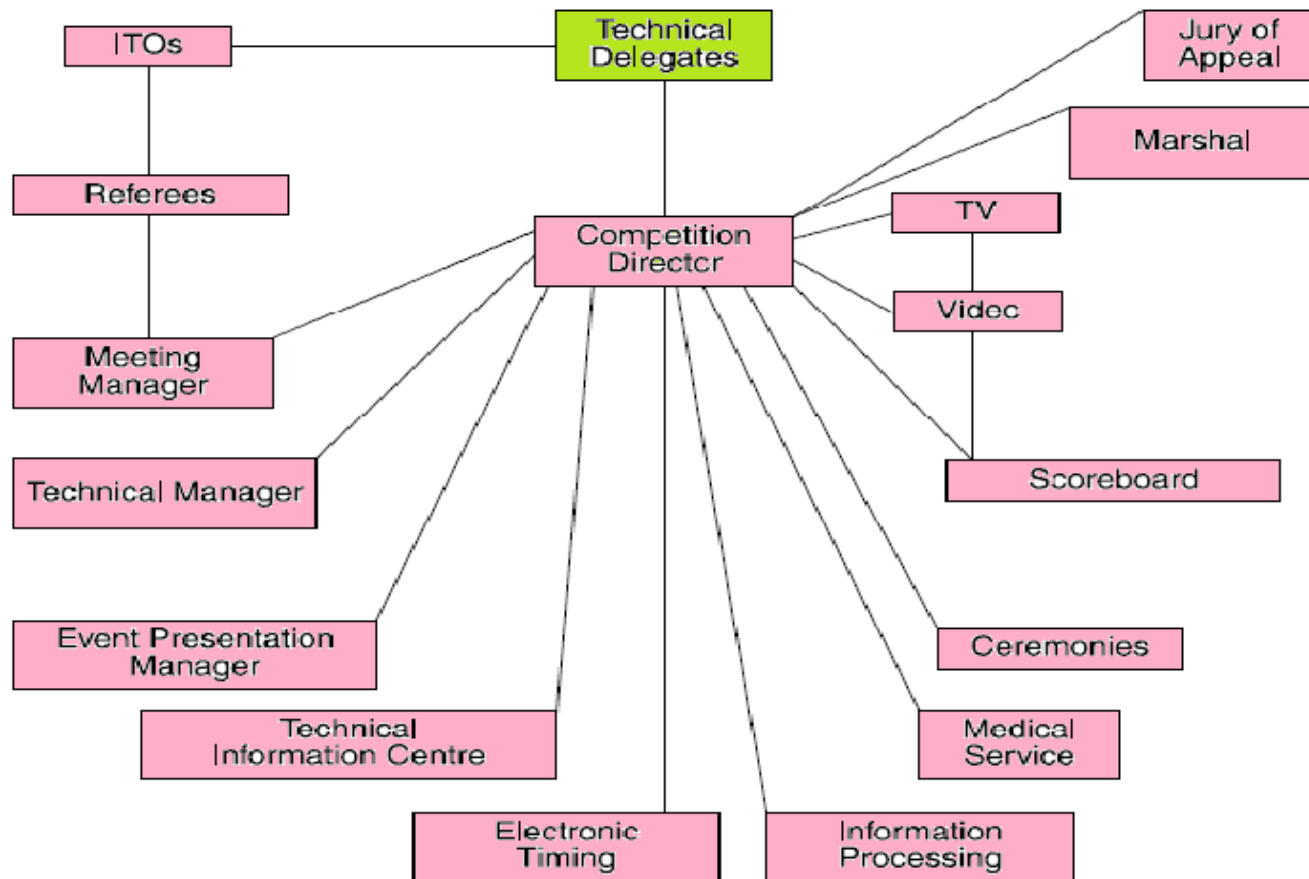 ITOs
Technical
Delegates
Jury of
Appeal
Marshal
Referees
TV
Competition
Director
Video
Meeting
Manager
Technical Manager
Scoreboard
Event Presentation
Manager
Ceremonies
Technical
Information Centre
Medical
Service
Electronic
Timing
Information
Processing